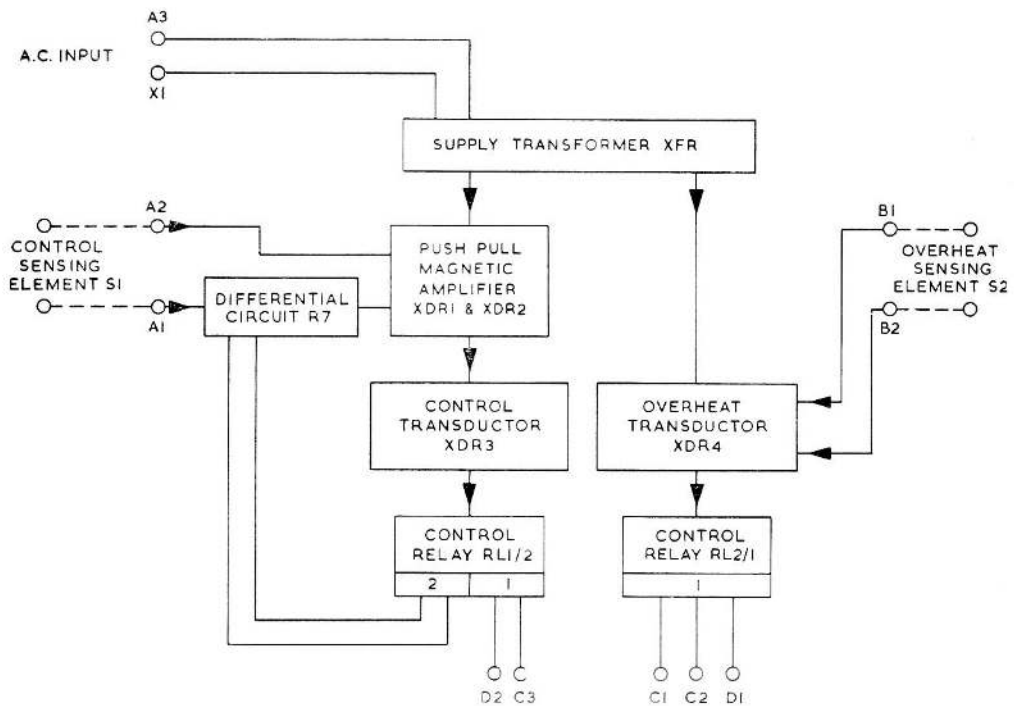 A3
A.C. INPUT
X1
SUPPLY TRANSFORMER XFR
A2
CONTROL
SENSING
ELEMENT S1
A1
DIFFERENTIAL
CIRCUIT R7
PUSH PULL
MAGNETIC
AMPLIFIER
XDR1 & XDR2
B1
OVERHEAT
SENSING
ELEMENT S2
B2
CONTROL
TRANSDUCTOR
XDR3
OVERHEAT
TRANSDUCTOR
XDR4
CONTROL
RELAY RL1/2
2 1
CONTROL
RELAY RL2/1
1
D2 C3 C1 C2 D1